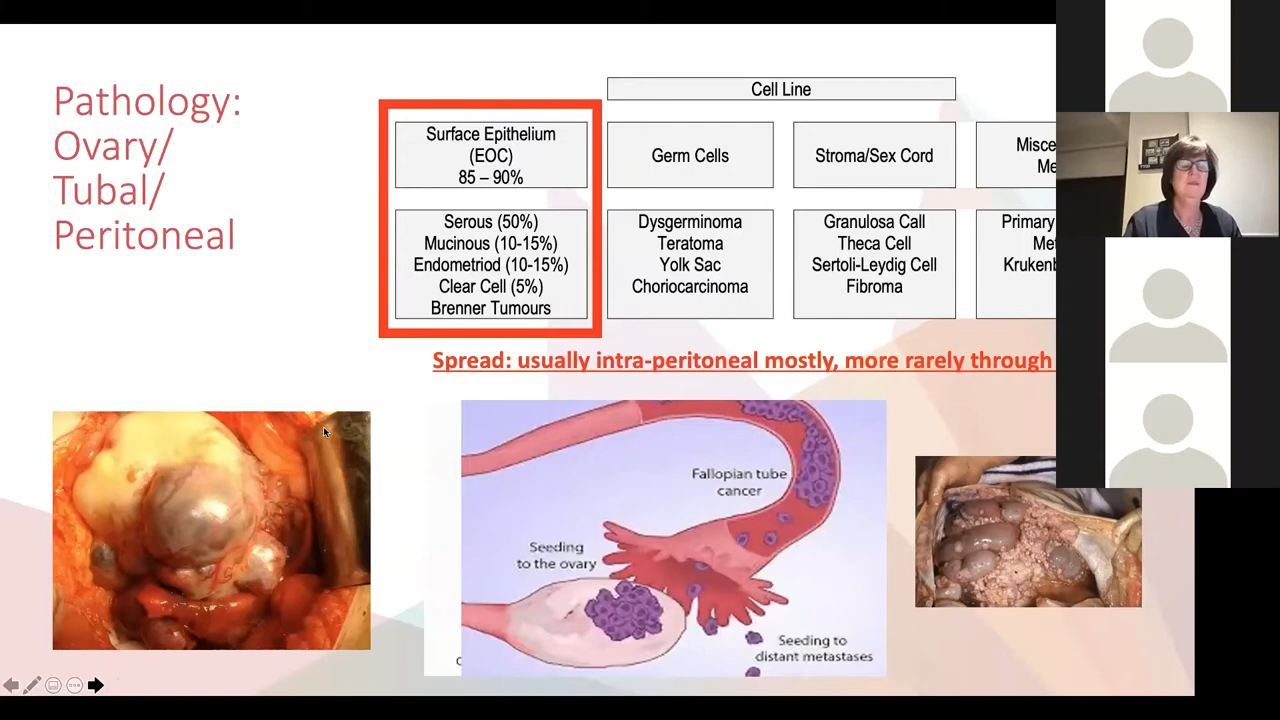 Pathology:
Ovary/
Tubal/
Peritoneal
Cell Line
Surface Epithelium
(EOC)
85 – 90%
Germ Cells
Stroma/Sex Cord
Serous (50%)
Mucinous (10-15%)
Endometriod (10-15%)
Clear Cell (5%)
Brenner Tumours
Dysgerminoma
Teratoma
Yolk Sac
Choriocarcinoma
Granulosa Call
Theca Cell
Sertoli-Leydig Cell
Fibroma
Primary
Spread: usually intra-peritoneal mostly, more rarely through
Fallopian tube
cancer
Seeding
to the ovary
Seeding to
distant metastases